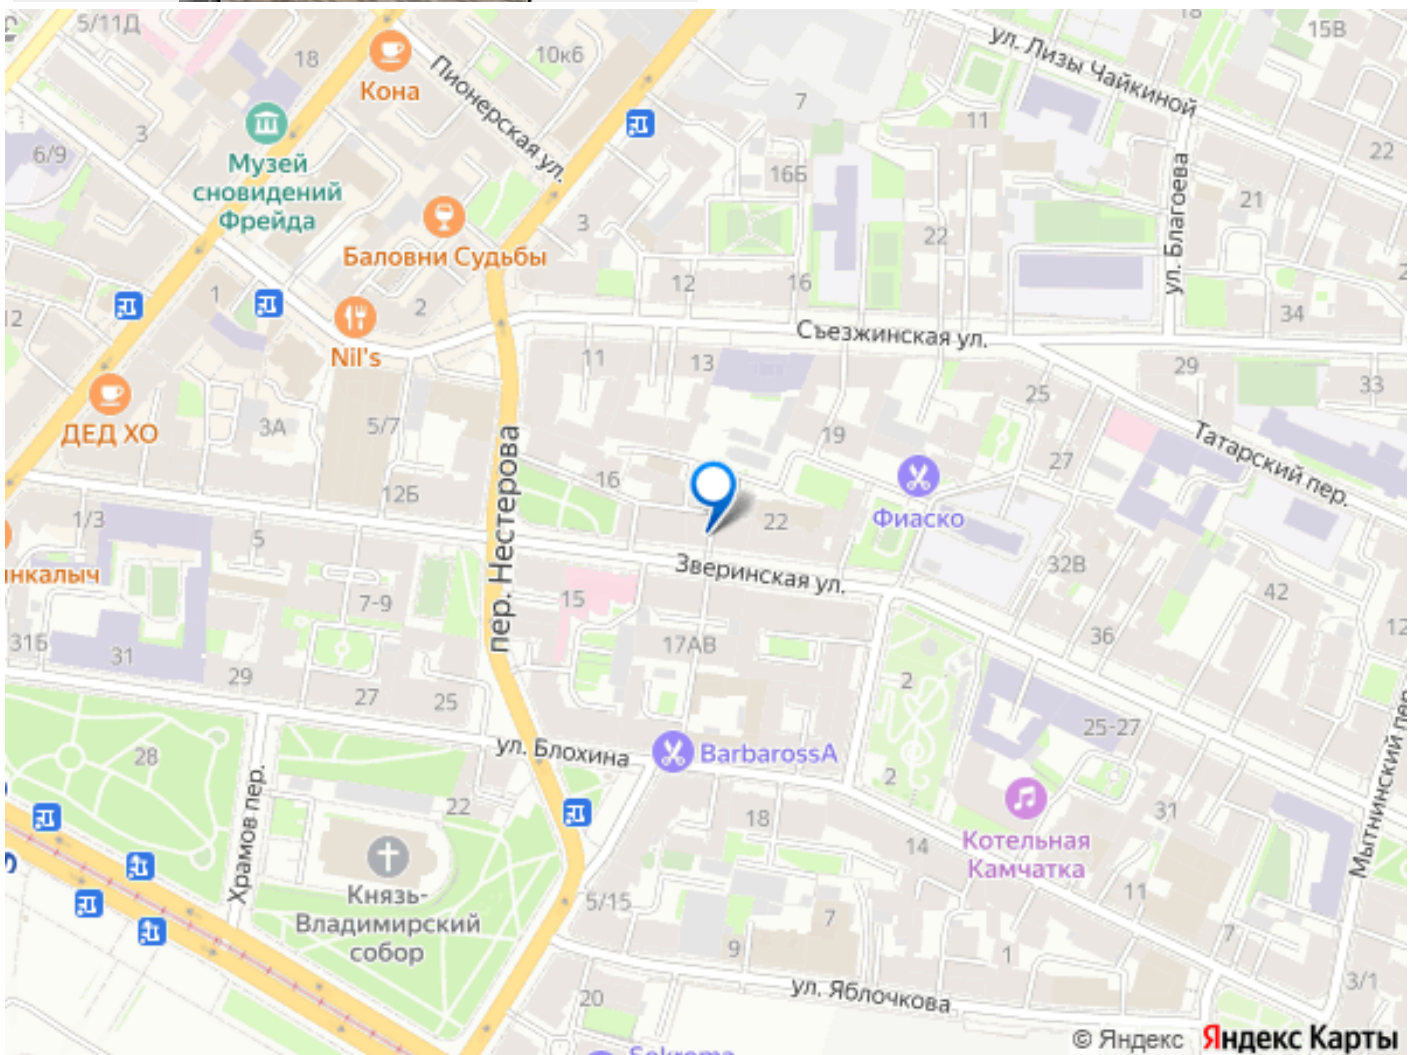 5/11Д
18
10к6
Кона
Пионерская ул.
ул. Лизы Чайкиной
18
15В
3
6/9
Музей
сновидений
Фрейда
7
11
22
16Б
ул. Благоева
21
3
22
Баловни Судьбы
12
16
1
2
12
34
Съезжинская ул.
Nil's
11
13
29
33
25
ДЕД ХО
3А
5/7
пер. Нестерова
19
Татарский пер.
27
16
12Б
22
Фиаско
1/3
5
Зверинская ул.
32В
42
инкалыч
7-9
15
17АВ
36
12
31Б
31
29
27
25
2
25-27
ул. Блохина
BarbarossA
28
Храмов пер.
22
2
18
31
Мытнинский пер.
Котельная
Камчатка
14
Князь-
Владимирский
собор
5/15
7
11
9
1
7
ул. Яблочкова
20
3/1
© Яндекс Яндекс Карты